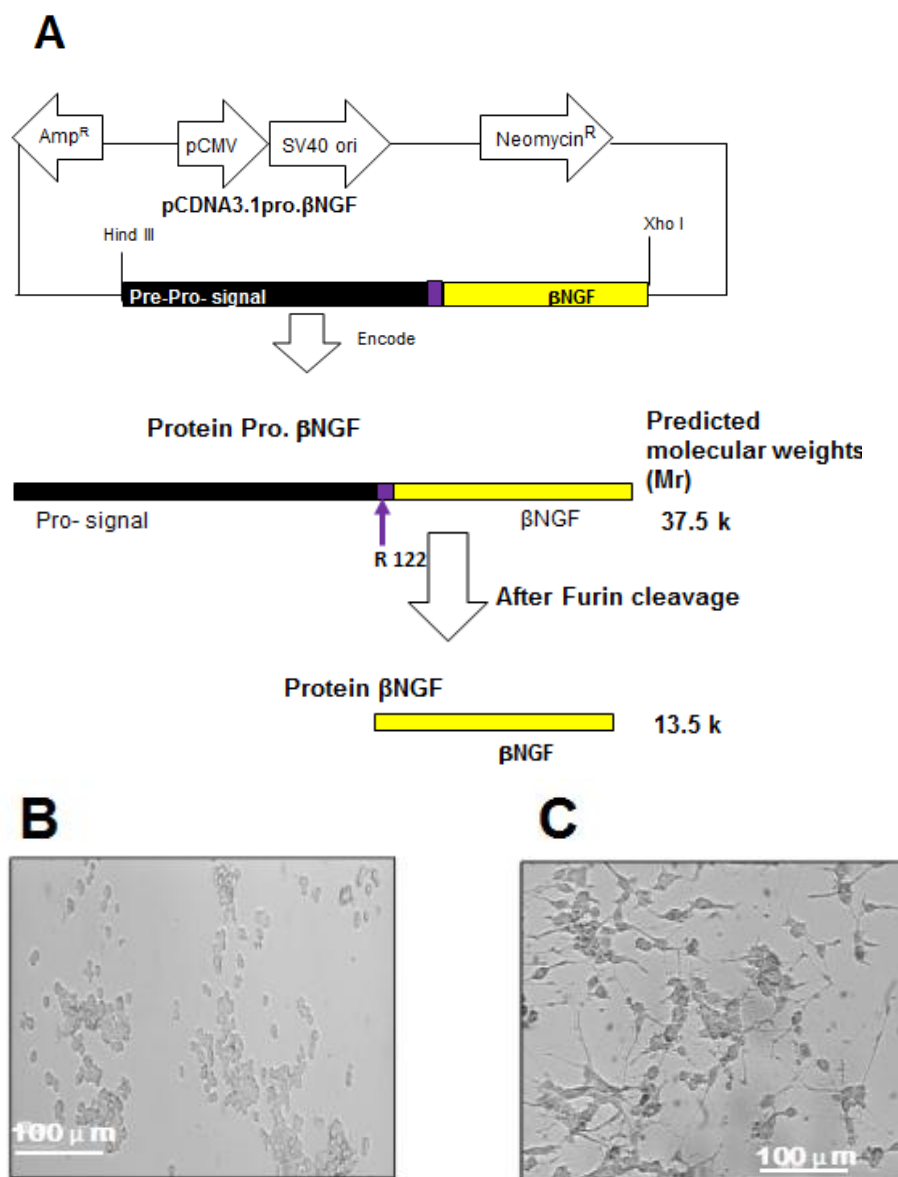 A
Amp^R
pCMV
SV40 ori
Neomycin^R
pCDNA3.1pro.βNGF
Hind III
Xho I
Pre-Pro- signal
βNGF
Encode
Protein Pro. βNGF
Predicted
molecular weights
(Mr)
Pro- signal
βNGF
37.5 k
R 122
After Furin cleavage
Protein βNGF
13.5 k
βNGF
B
C
100 μm
100 μm